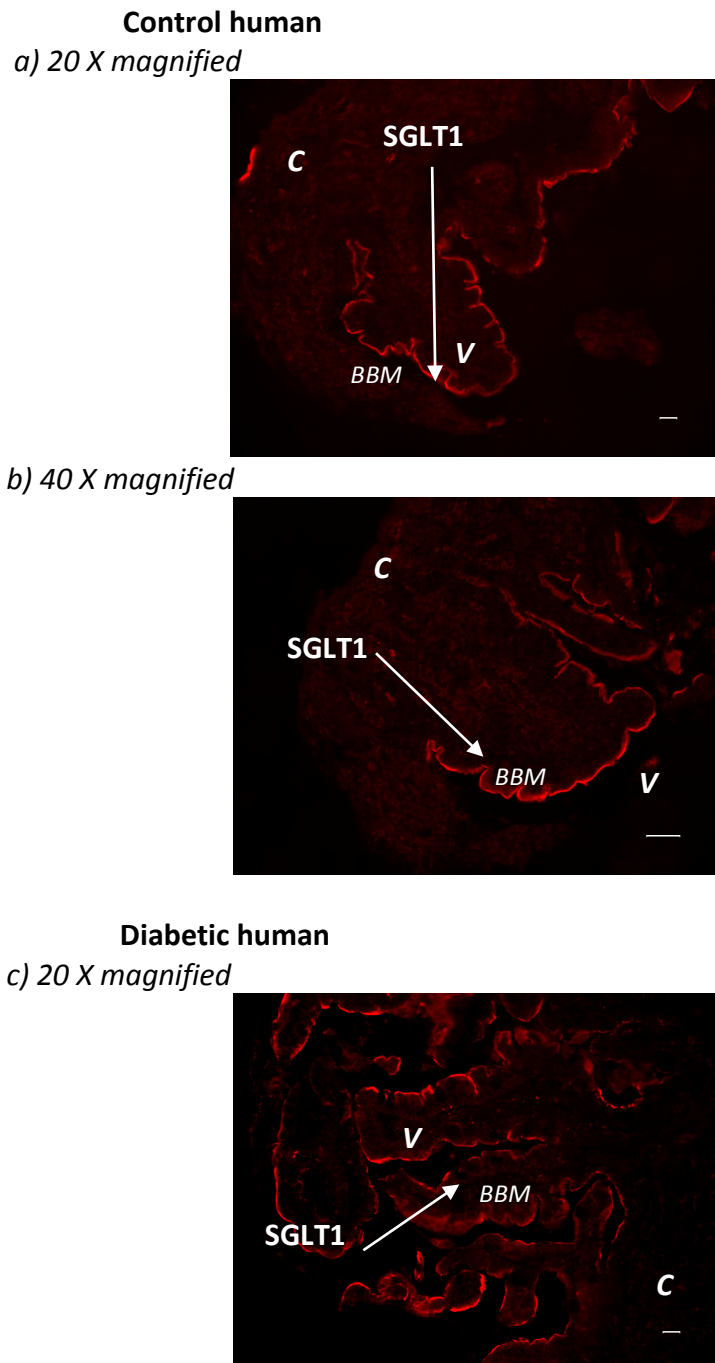 Control human
a) 20 X magnified
SGLT1
C
V
BBM
b) 40 X magnified
C
SGLT1
BBM
V
Diabetic human
c) 20 X magnified
V
BBM
SGLT1
C